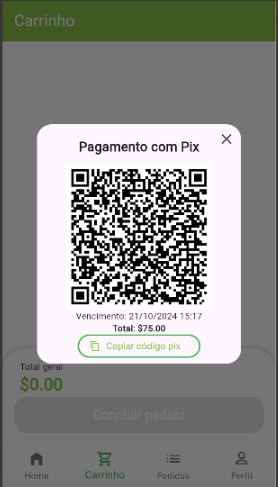 Carrinho
Pagamento com Pix
Vencimento: 21/10/2024 15:17
Total: $75.00
Copiar código pix
Total geral
$0.00
Concluir pedido
Home
Carrinho
Pedidos
Perfil